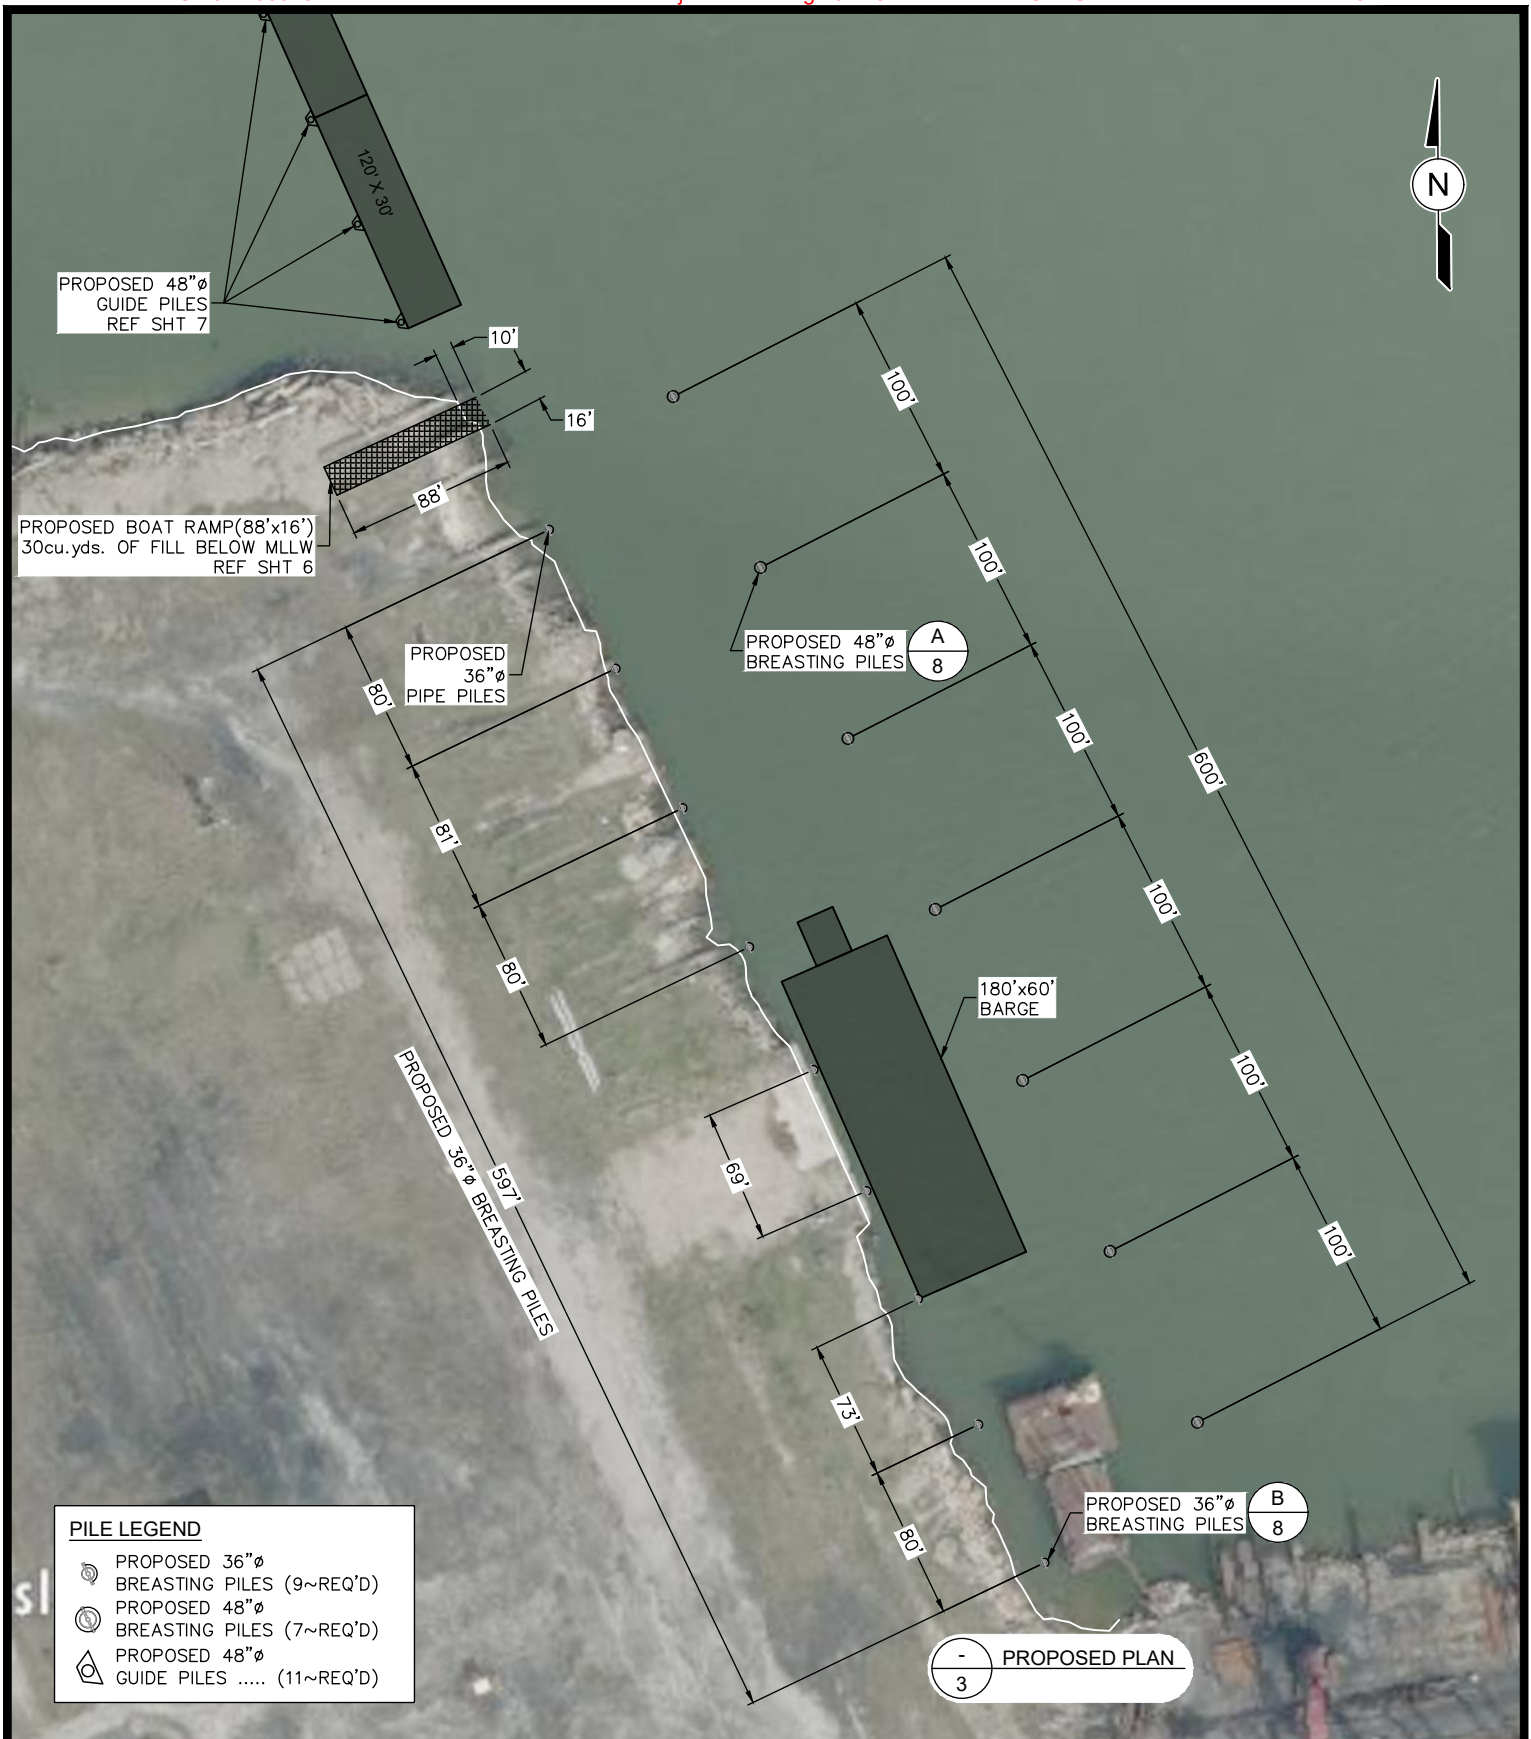 N
120' X 30'
PROPOSED 48"ø
GUIDE PILES
REF SHT 7
10'
16'
88'
PROPOSED BOAT RAMP(88'x16')
30cu.yds. OF FILL BELOW MLLW
REF SHT 6
100'
100'
100'
100'
100'
100'
600'
PROPOSED 48"ø
BREASTING PILES
A
8
PROPOSED
36"ø
PIPE PILES
80'
81'
80'
180'x60'
BARGE
69'
597'
PROPOSED 36"ø BREASTING PILES
73'
80'
PROPOSED 36"ø
BREASTING PILES
B
8
PILE LEGEND
PROPOSED 36"ø
BREASTING PILES (9~REQ'D)
PROPOSED 48"ø
BREASTING PILES (7~REQ'D)
PROPOSED 48"ø
GUIDE PILES ..... (11~REQ'D)
sl
-
3
PROPOSED PLAN